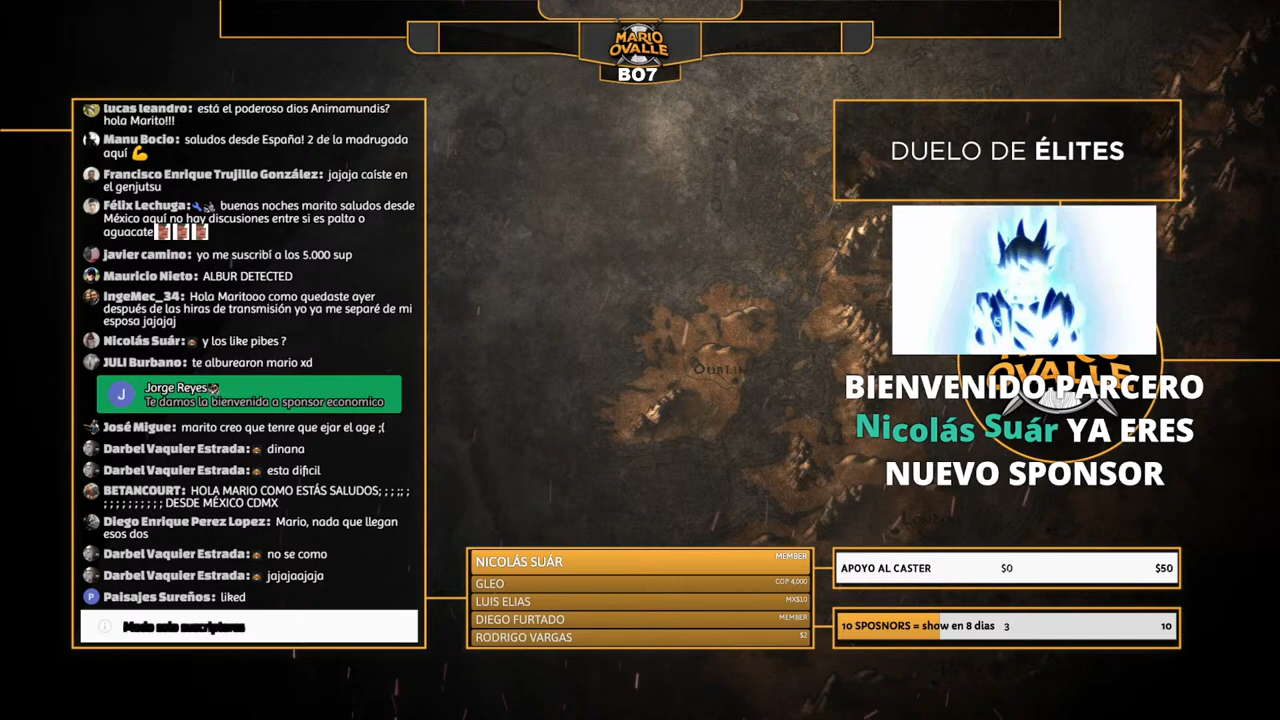 MARIO
OVALLE
BO7
lucas leandro: está el poderoso dios Animamundis?
hola Marito!!!
Manu Bocio: saludos desde España! 2 de la madrugada
aquí 💪
Francisco Enrique Trujillo González: jajaja caíste en
el genjutsu
Félix Lechuga: buenas noches marito saludos desde
México aquí no hay discusiones entre si es palta o
aguacate
javier camino: yo me suscribí a los 5.000 sup
Mauricio Nieto: ALBUR DETECTED
IngeMec_34: Hola Maritooo como quedaste ayer
después de las hiras de transmisión yo ya me separé de mi
esposa jajajaj
Nicolás Suár: y los like pibes ?
JULI Burbano: te alburearon mario xd
J
Jorge Reyes
Te damos la bienvenida a sponsor economico
José Migue: marito creo que tenre que ejar el age ;(
Darbel Vaquier Estrada: dinana
Darbel Vaquier Estrada: esta dificil
BETANCOURT: HOLA MARIO COMO ESTÁS SALUDOS; ; ; ;; ;
; ; ; ; ; ; ; ; ; ; DESDE MÉXICO CDMX
Diego Enrique Perez Lopez: Mario, nada que llegan
esos dos
Darbel Vaquier Estrada: no se como
Darbel Vaquier Estrada: jajajaajaja
P Paisajes Sureños: liked
Modo solo suscriptores
DUBLIN
LONDON
DUELO DE ÉLITES
OVALLE
BIENVENIDO PARCERO
Nicolás Suár YA ERES
NUEVO SPONSOR
NICOLÁS SUÁR MEMBER
GLEO COP 4,000
LUIS ELIAS MX$10
DIEGO FURTADO MEMBER
RODRIGO VARGAS $2
APOYO AL CASTER $0 $50
10 SPOSNORS = show en 8 dias 3 10